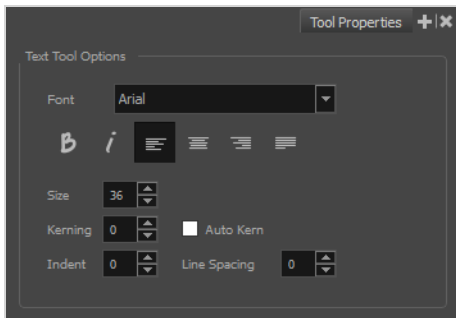 Tool Properties
Text Tool Options
Font Arial
B i
Size 36
Kerning 0 Auto Kern
Indent 0 Line Spacing 0